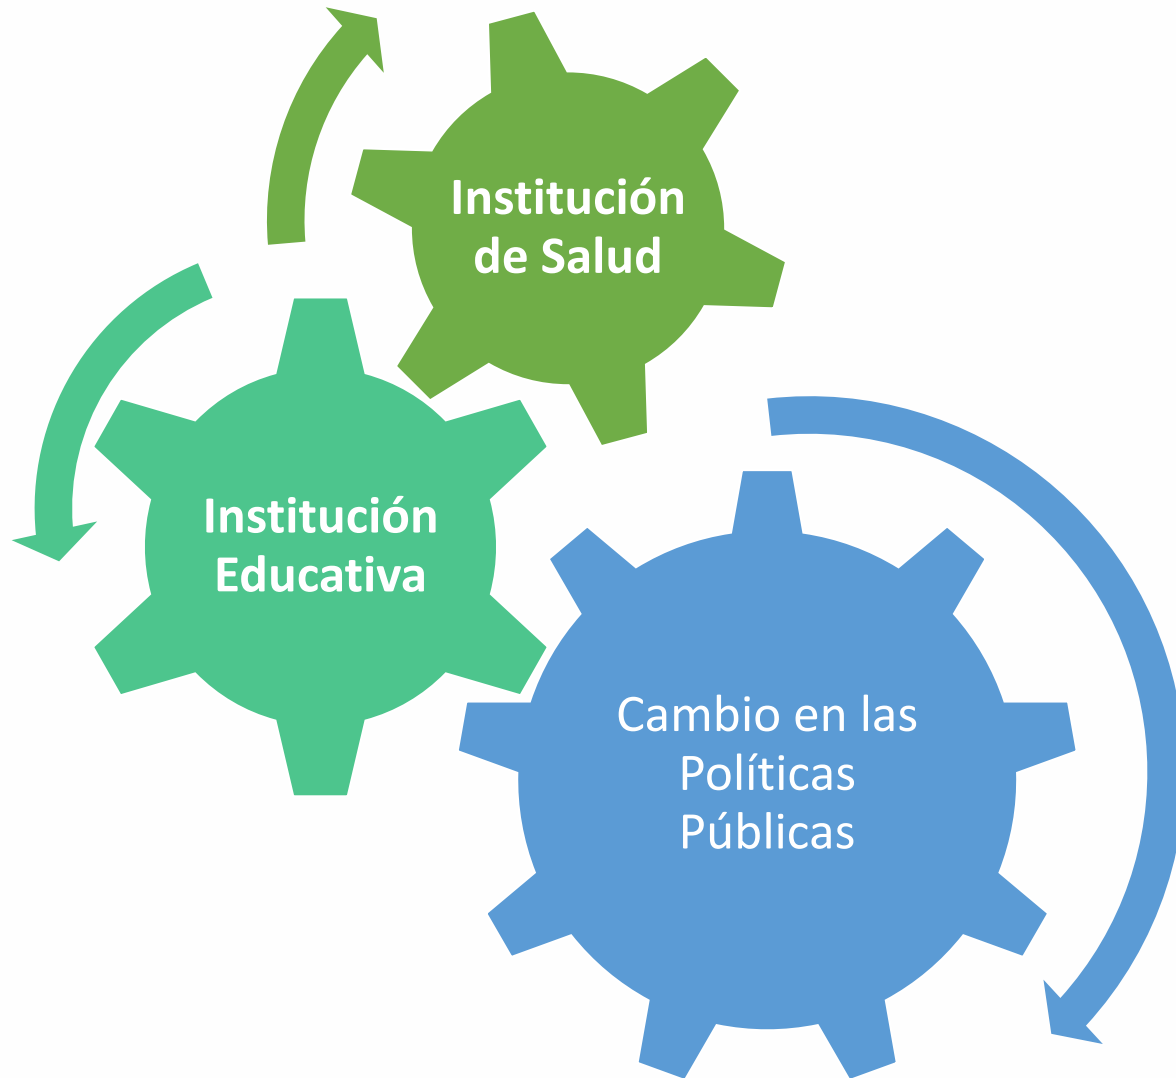 Institución
de Salud
Institución
Educativa
Cambio en las
Políticas
Públicas